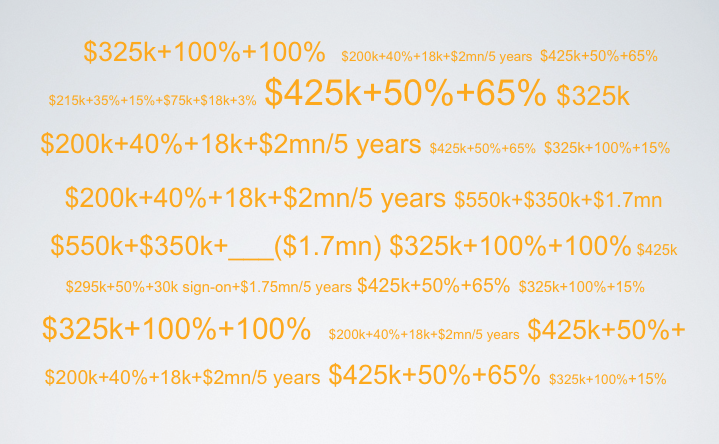 $325k+100%+100% $200k+40%+18k+$2mn/5 years $425k+50%+65%
$215k+35%+15%+$75k+$18k+3% $425k+50%+65% $325k
$200k+40%+18k+$2mn/5 years $425k+50%+65% $325k+100%+15%
$200k+40%+18k+$2mn/5 years $550k+$350k+$1.7mn
$550k+$350k+___($1.7mn) $325k+100%+100% $425k
$295k+50%+30k sign-on+$1.75mn/5 years $425k+50%+65% $325k+100%+15%
$325k+100%+100% $200k+40%+18k+$2mn/5 years $425k+50%+
$200k+40%+18k+$2mn/5 years $425k+50%+65% $325k+100%+15%